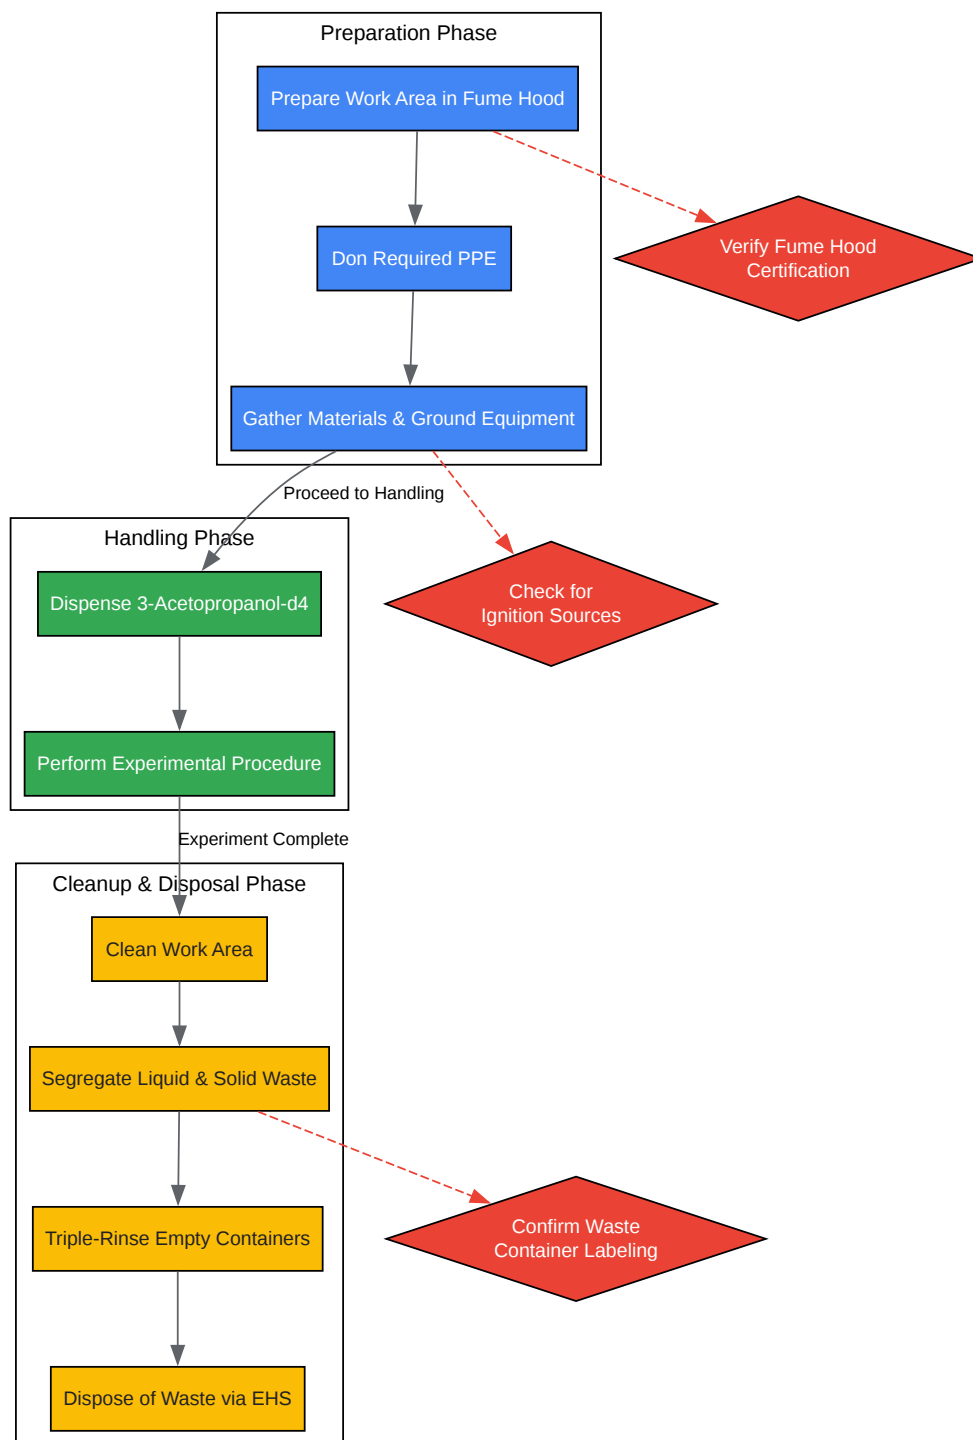 Preparation Phase
Prepare Work Area in Fume Hood
Verify Fume Hood
Certification
Don Required PPE
Gather Materials & Ground Equipment
Proceed to Handling
Handling Phase
Dispense 3-Acetopropanol-d4
Check for
Ignition Sources
Perform Experimental Procedure
Experiment Complete
Cleanup & Disposal Phase
Clean Work Area
Segregate Liquid & Solid Waste
Triple-Rinse Empty Containers
Confirm Waste
Container Labeling
Dispose of Waste via EHS